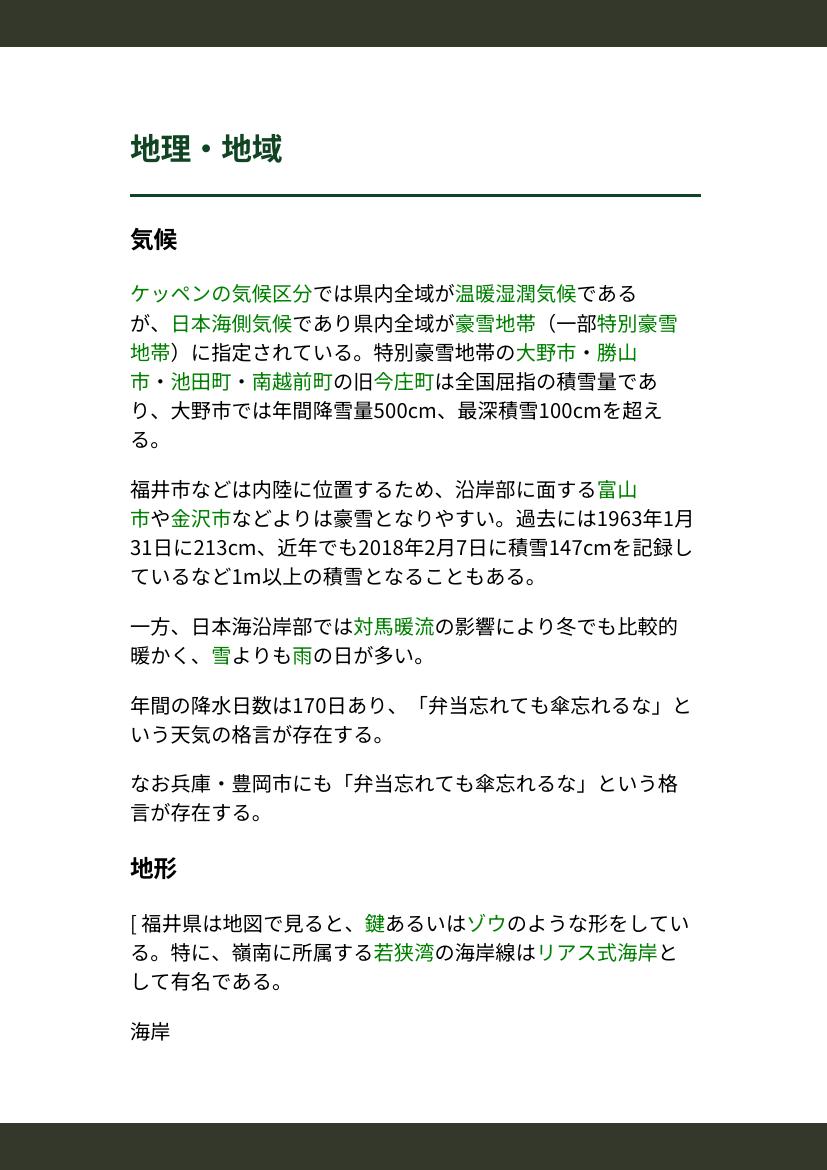 地理・地域
気候
ケッペンの気候区分では県内全域が温暖湿潤気候である
が、日本海側気候であり県内全域が豪雪地帯（一部特別豪雪
地帯）に指定されている。特別豪雪地帯の大野市・勝山
市・池田町・南越前町の旧今庄町は全国屈指の積雪量であ
り、大野市では年間降雪量500cm、最深積雪100cmを超え
る。
福井市などは内陸に位置するため、沿岸部に面する富山
市や金沢市などよりは豪雪となりやすい。過去には1963年1月
31日に213cm、近年でも2018年2月7日に積雪147cmを記録し
ているなど1m以上の積雪となることもある。
一方、日本海沿岸部では対馬暖流の影響により冬でも比較的
暖かく、雪よりも雨の日が多い。
年間の降水日数は170日あり、「弁当忘れても傘忘れるな」と
いう天気の格言が存在する。
なお兵庫・豊岡市にも「弁当忘れても傘忘れるな」という格
言が存在する。
地形
[ 福井県は地図で見ると、鍵あるいはゾウのような形をしてい
る。特に、嶺南に所属する若狭湾の海岸線はリアス式海岸と
して有名である。
海岸